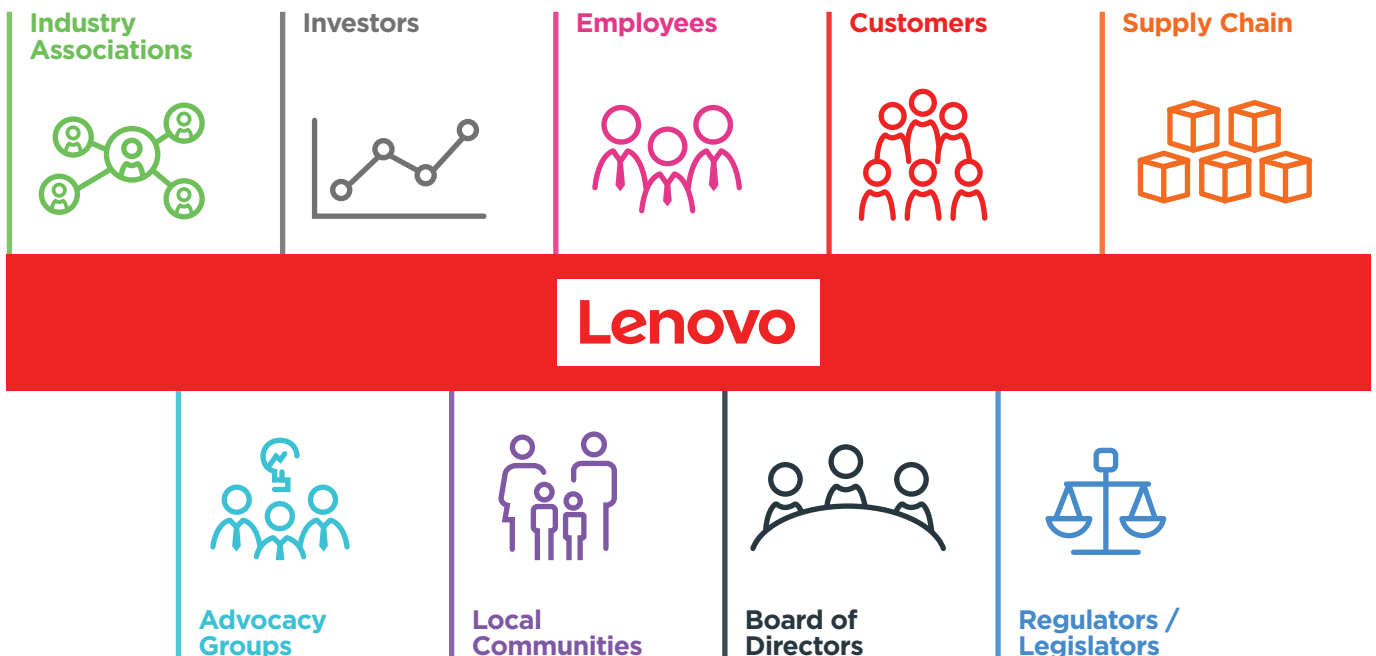 Industry
Associations
Investors
Employees
Customers
Supply Chain
Lenovo
Advocacy
Groups
Local
Communities
Board of
Directors
Regulators /
Legislators